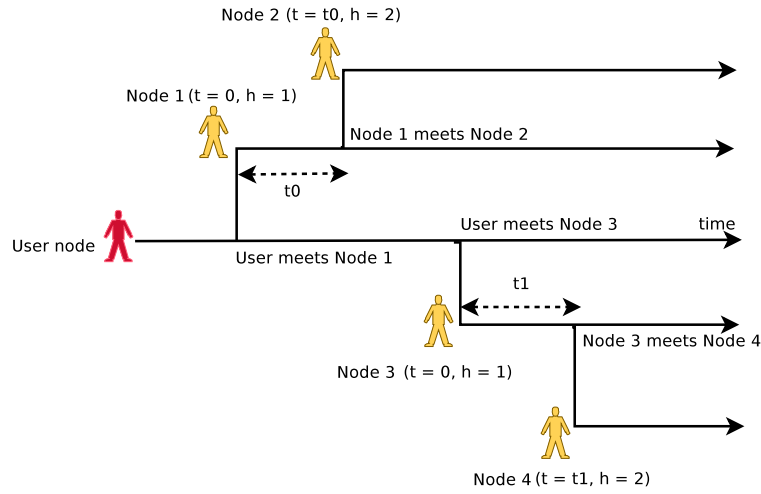 Node 2 (t = t0, h = 2)
Node 1 (t = 0, h = 1)
Node 1 meets Node 2
t0
User meets Node 3
time
User node
User meets Node 1
t1
Node 3 meets Node 4
Node 3 (t = 0, h = 1)
Node 4 (t = t1, h = 2)